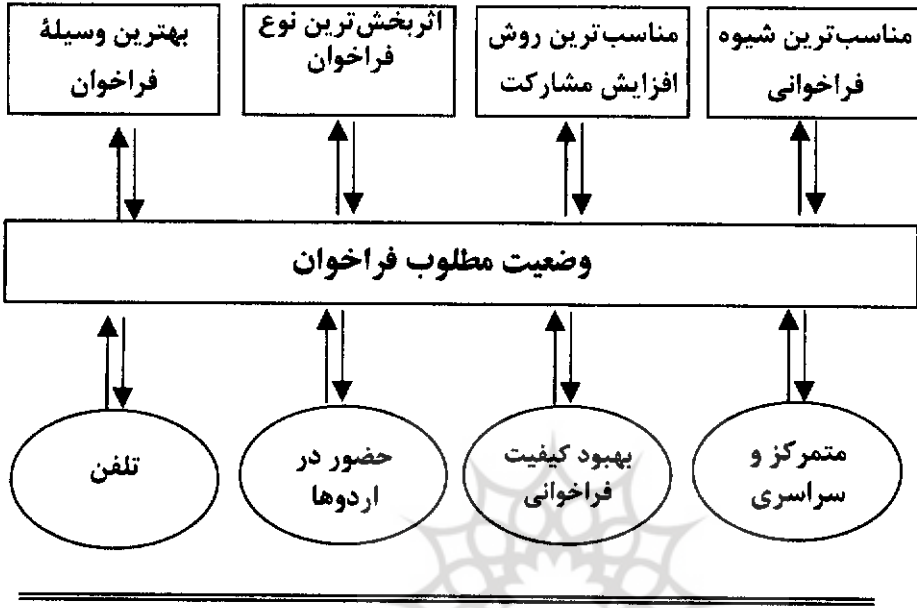 مناسب‌ترین شیوه
فراخوانی
مناسب‌ترین روش
افزایش مشارکت
اثربخش‌ترین نوع
فراخوان
بهترین وسیلهٔ
فراخوان
وضعیت مطلوب فراخوان
متمرکز و
سراسری
بهبود کیفیت
فراخوانی
حضور در
اردوها
تلفن